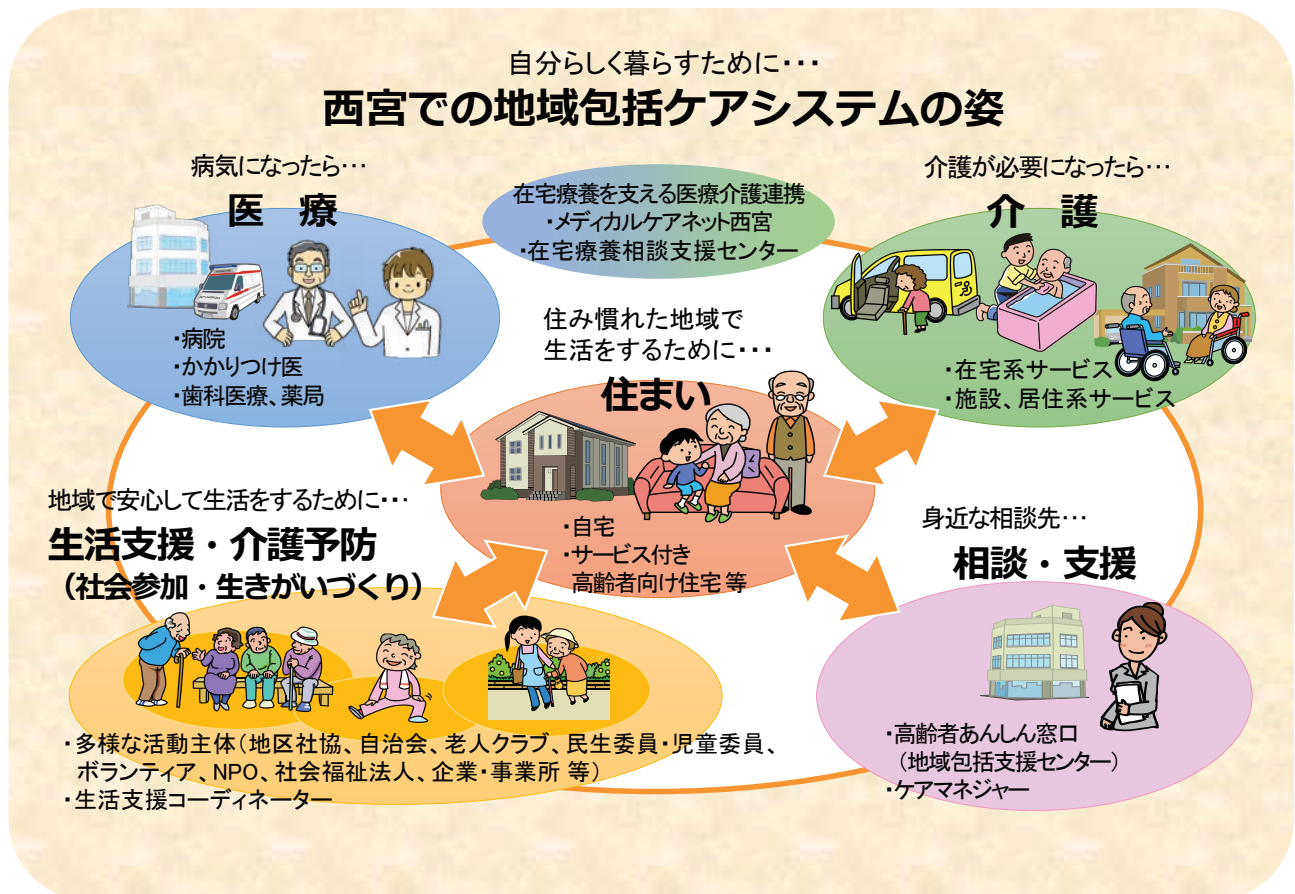 自分らしく暮らすために・・・
西宮での地域包括ケアシステムの姿
病気になったら…
医　療
・病院
・かかりつけ医
・歯科医療、薬局
在宅療養を支える医療介護連携
・メディカルケアネット西宮
・在宅療養相談支援センター
介護が必要になったら…
介　護
・在宅系サービス
・施設、居住系サービス
住み慣れた地域で
生活をするために・・・
住まい
・自宅
・サービス付き
高齢者向け住宅 等
地域で安心して生活をするために・・・
生活支援・介護予防
（社会参加・生きがいづくり）
・多様な活動主体（地区社協、自治会、老人クラブ、民生委員・児童委員、
ボランティア、NPO、社会福祉法人、企業・事業所 等）
・生活支援コーディネーター
身近な相談先…
相談・支援
・高齢者あんしん窓口
（地域包括支援センター）
・ケアマネジャー